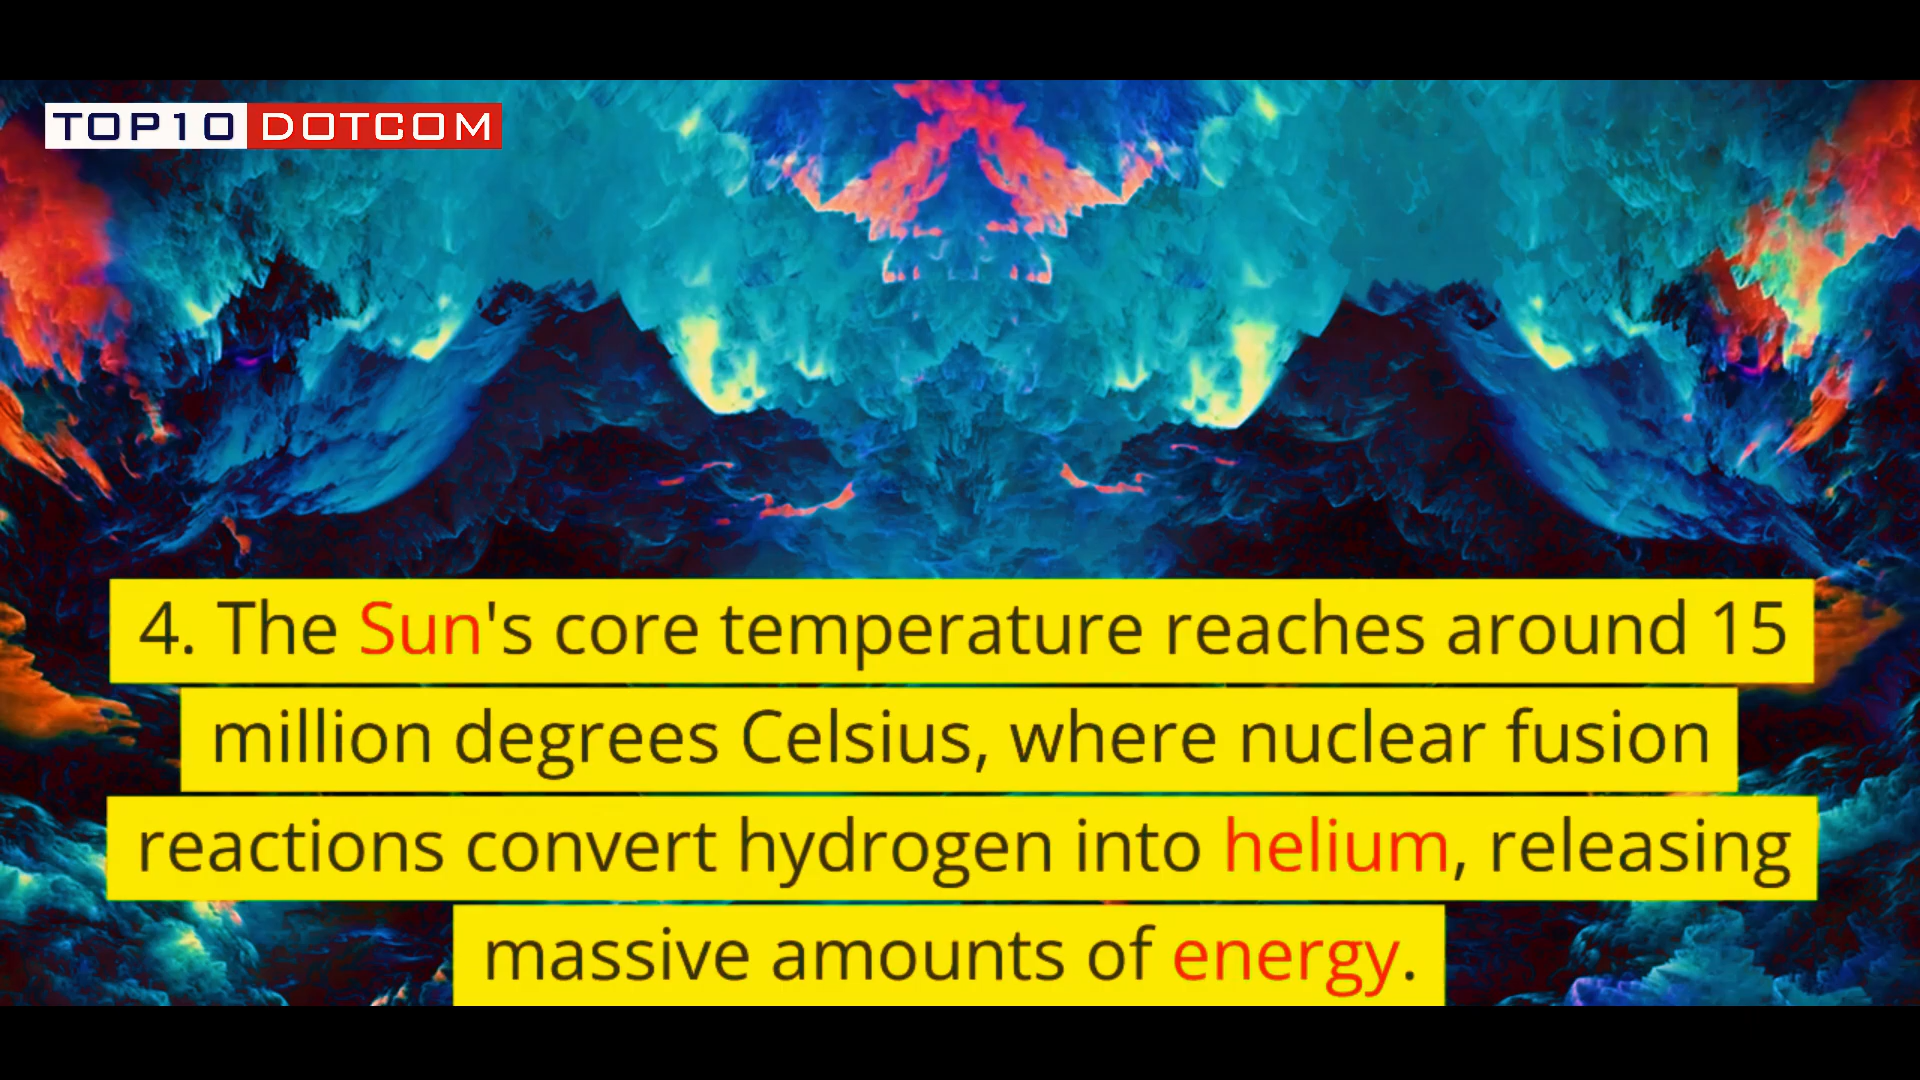 TOP10 DOTCOM
4. The Sun's core temperature reaches around 15
million degrees Celsius, where nuclear fusion
reactions convert hydrogen into helium, releasing
massive amounts of energy.